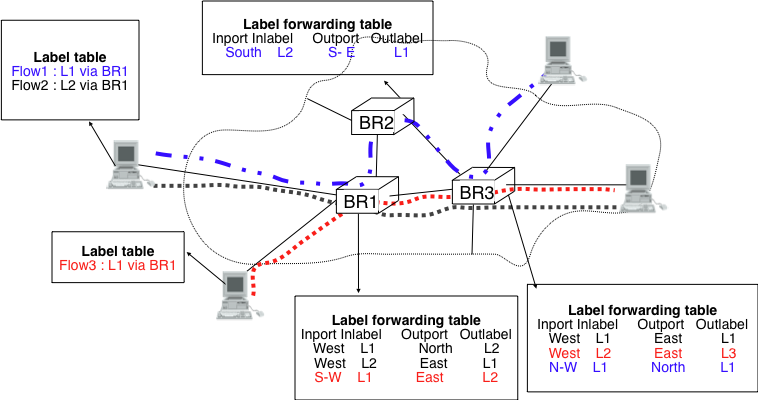 Label forwarding table
Inport Inlabel Outport Outlabel
South L2 S- E L1
Label table
Flow1 : L1 via BR1
Flow2 : L2 via BR1
BR2
BR1
BR3
Label table
Flow3 : L1 via BR1
Label forwarding table
Inport Inlabel Outport Outlabel
West L1 North L2
West L2 East L1
S-W L1 East L2
Label forwarding table
Inport Inlabel Outport Outlabel
West L1 East L1
West L2 East L3
N-W L1 North L1